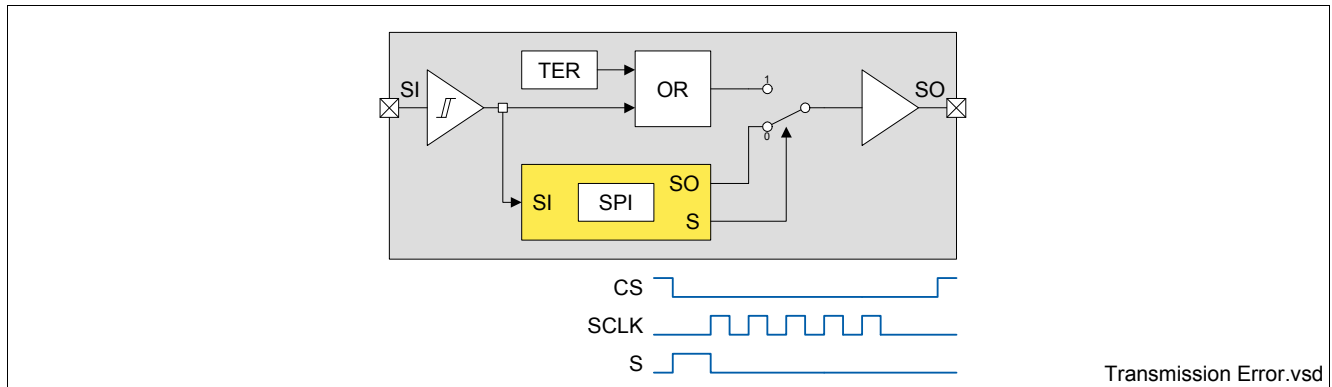 TER
OR
1
SI
SO
0
SO
SI
SPI
S
CS
SCLK
S
Transmission Error.vsd